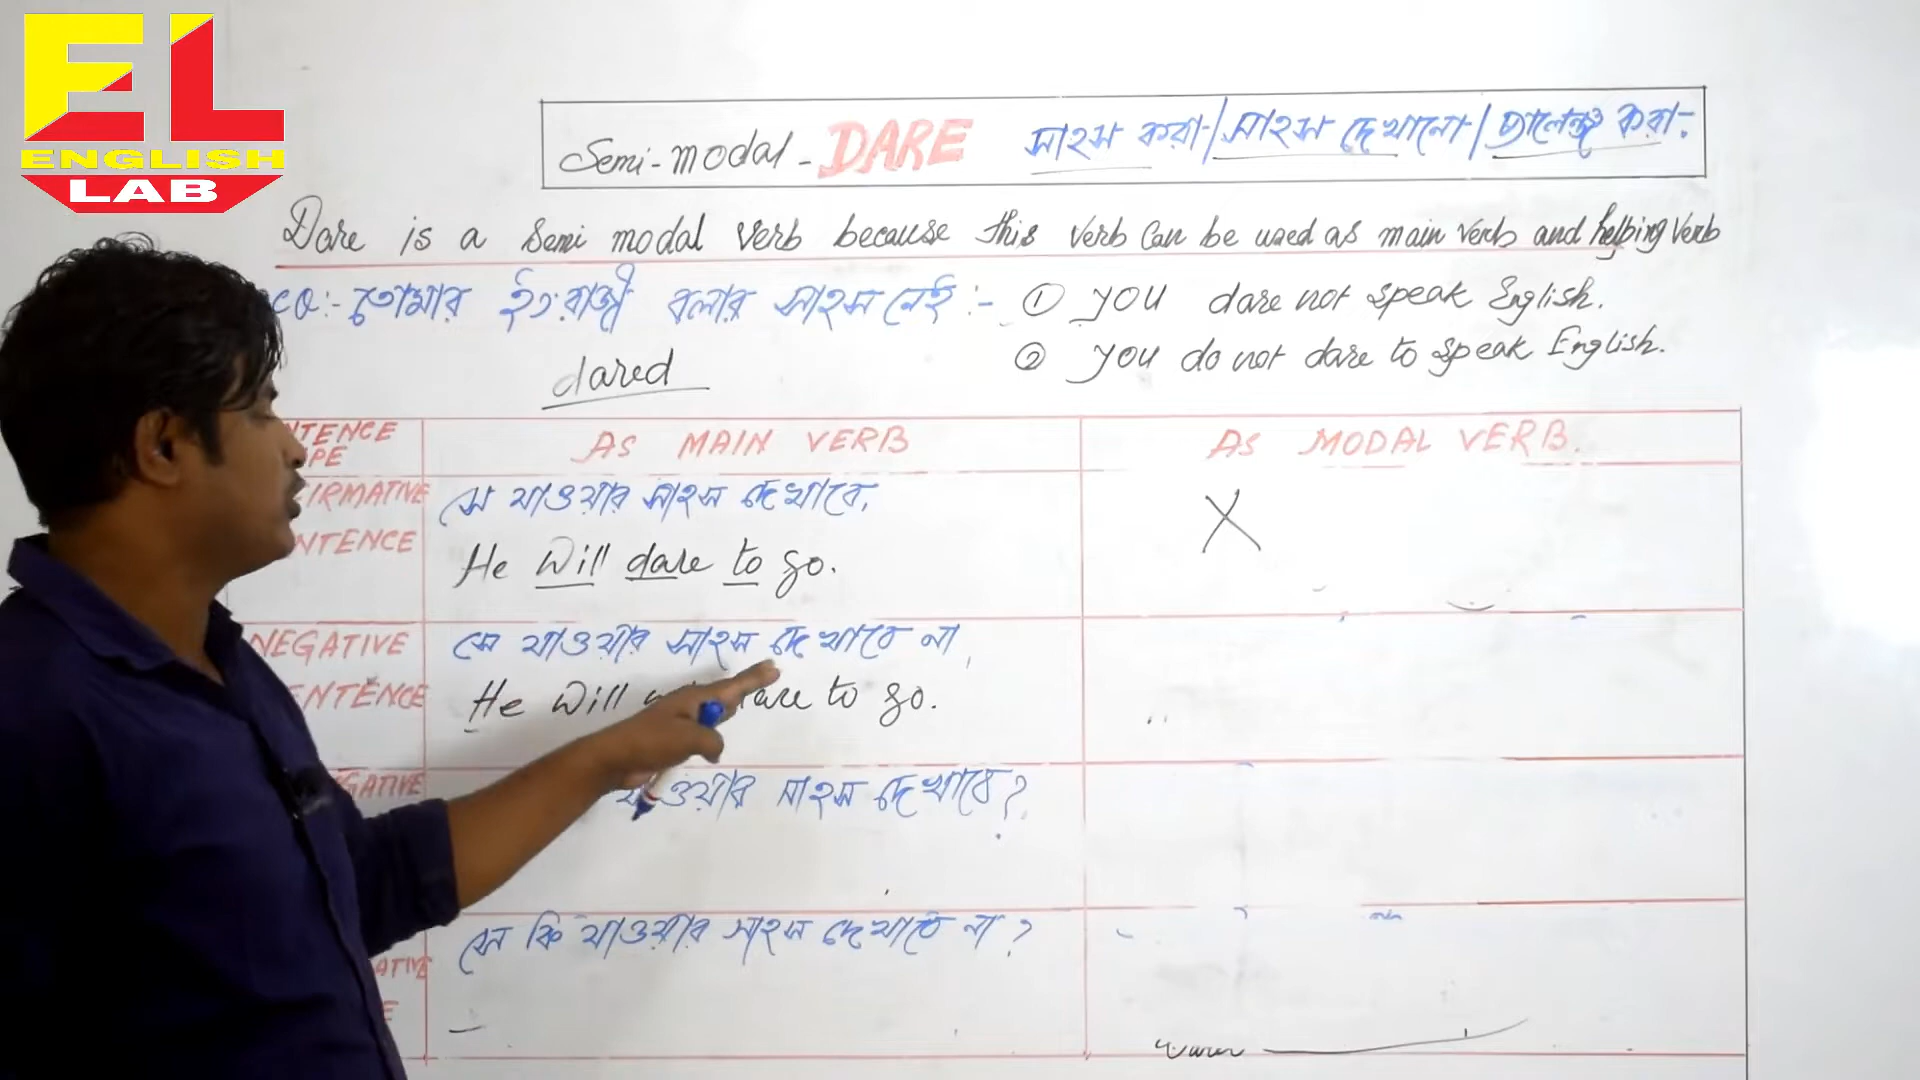 EL
ENGLISH
LAB
Semi-modal - DARE সাহস করা / সাহস দেখানো / চ্যালেঞ্জ করা:
Dare is a semi modal verb because this verb can be used as main verb and helping verb
তোমার ইংরাজী বলার সাহস নেই :- ① you dare not speak English.
② you do not dare to speak English.
dared
AS MAIN VERB
AS MODAL VERB.
সে যাওয়ার সাহস দেখাবে.
He will dare to go.
X
NEGATIVE
সে যাওয়ার সাহস দেখাবে না
He will dare to go.
সাহস দেখাবে?
সে কি যাওয়ার সাহস দেখাবে না?